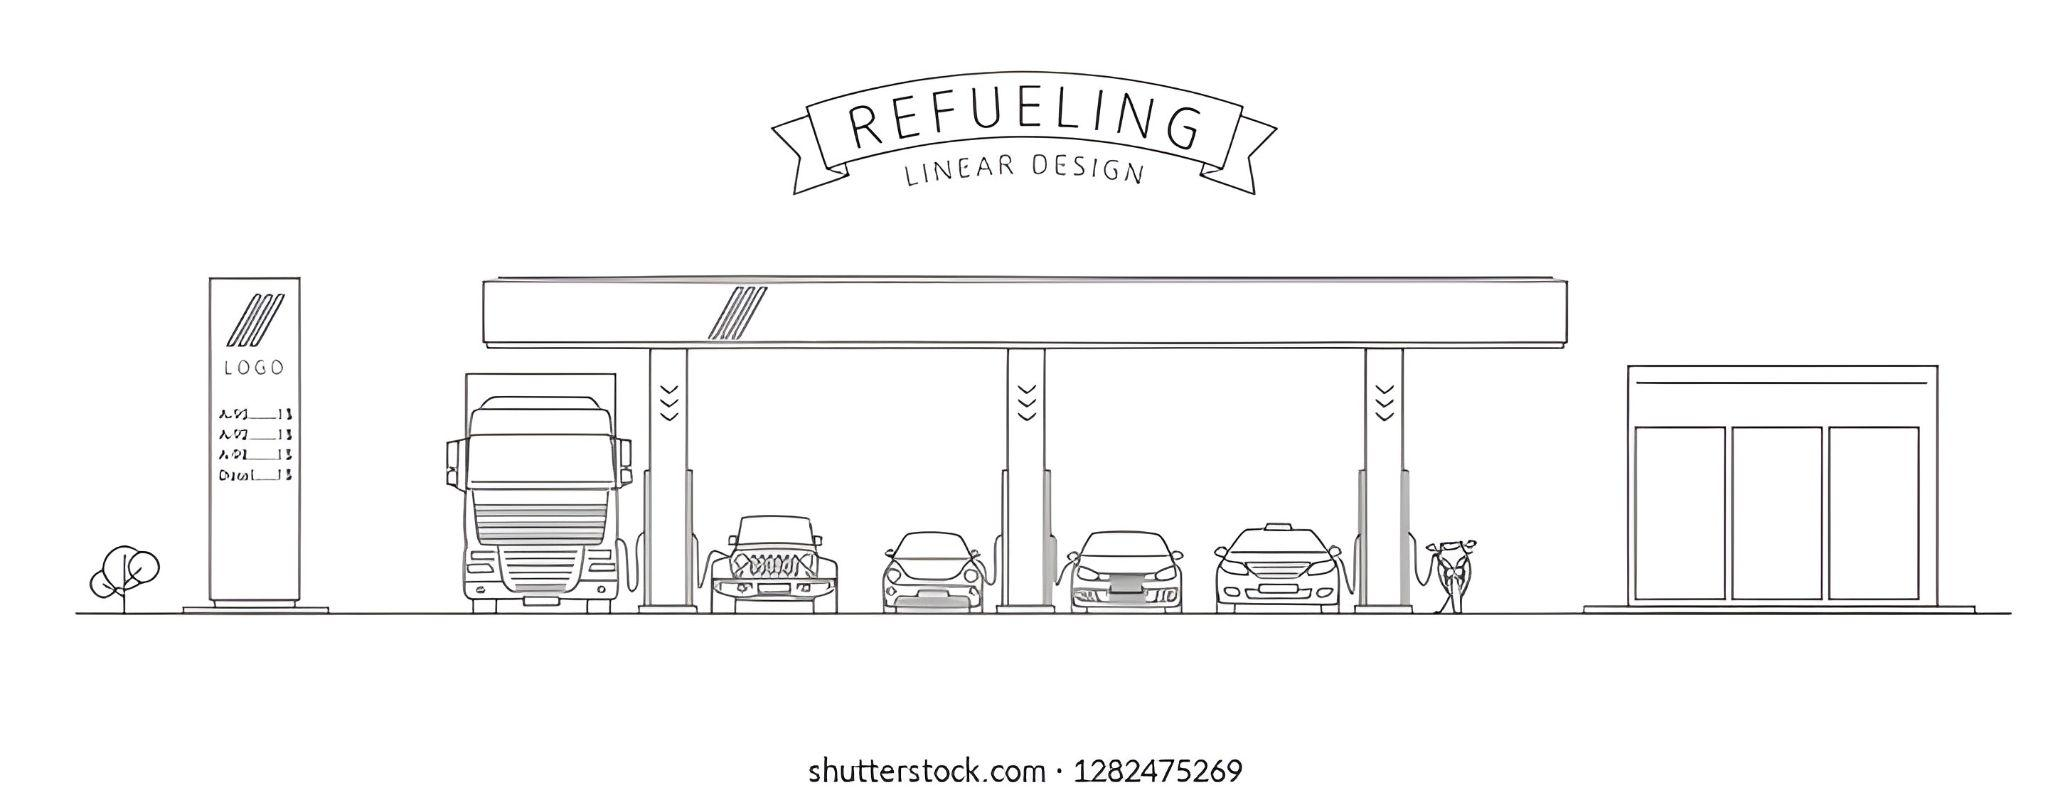 REFUELING
LINEAR DESIGN
LOGO
shutterstock.com · 1282475269